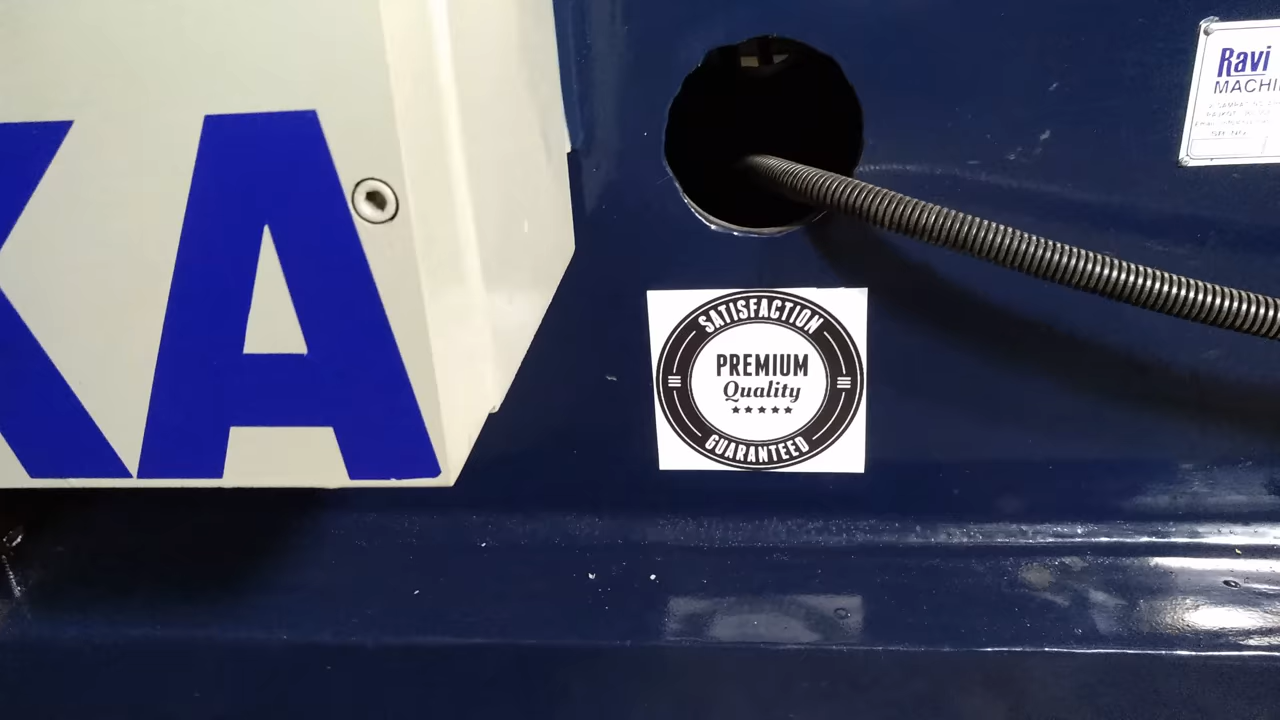 KA
Ravi
MACHI
SATISFACTION
PREMIUM
Quality
GUARANTEED